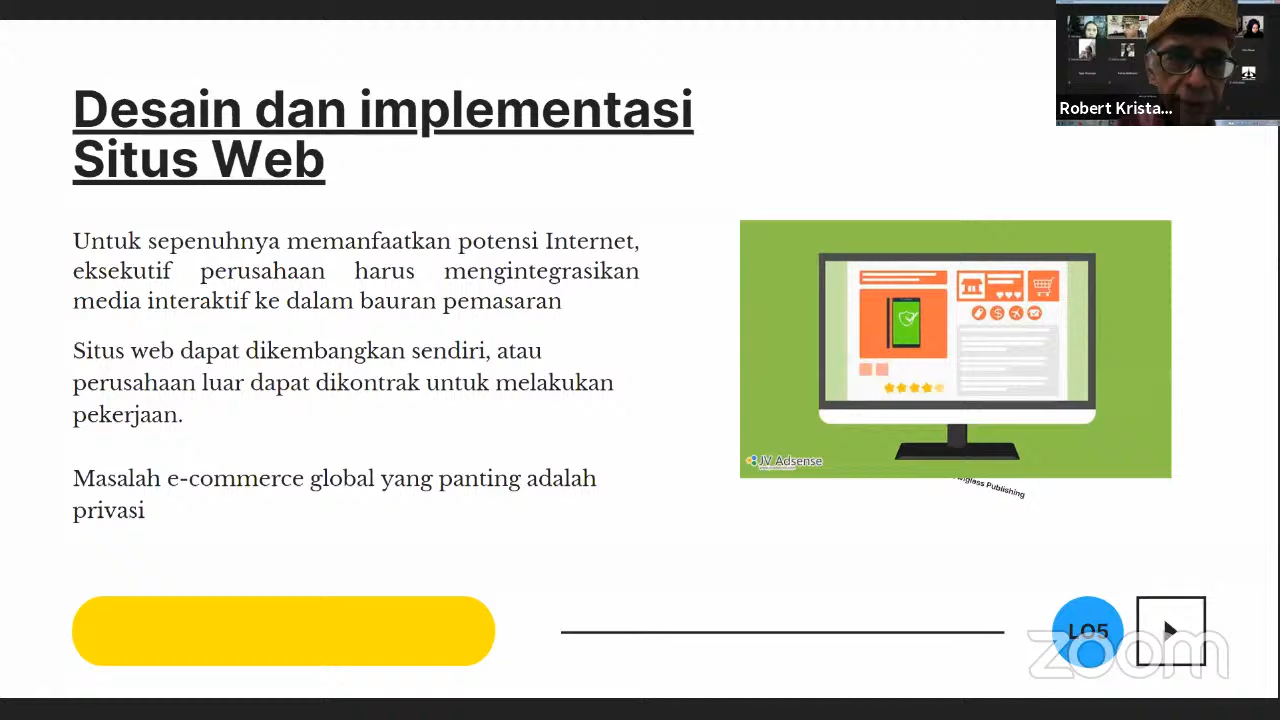 Robert Krista...
Desain dan implementasi
Situs Web
Untuk sepenuhnya memanfaatkan potensi Internet,
eksekutif perusahaan harus mengintegrasikan
media interaktif ke dalam bauran pemasaran
Situs web dapat dikembangkan sendiri, atau
perusahaan luar dapat dikontrak untuk melakukan
pekerjaan.
Masalah e-commerce global yang panting adalah
privasi
JV Adsense
Publishing
LO5
zoom